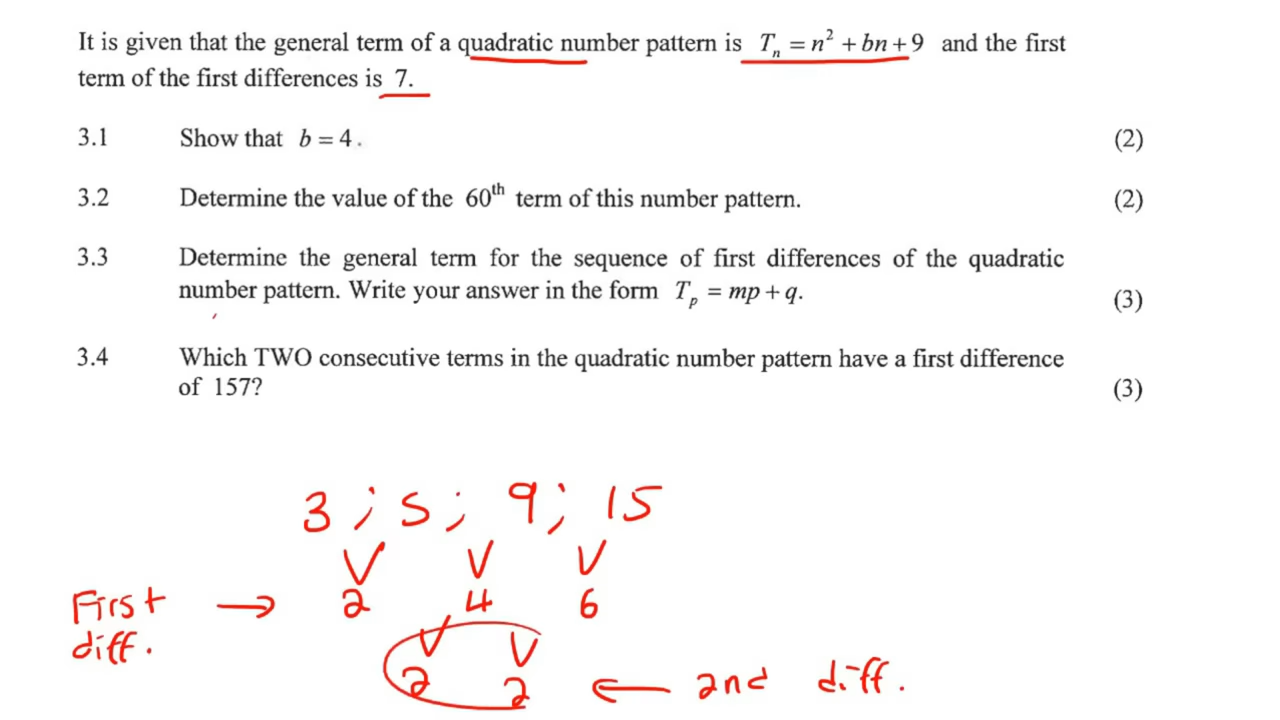 It is given that the general term of a quadratic number pattern is Tₙ = n² + bn + 9 and the first
term of the first differences is 7.
3.1 Show that b = 4. (2)
3.2 Determine the value of the 60th term of this number pattern. (2)
3.3 Determine the general term for the sequence of first differences of the quadratic
number pattern. Write your answer in the form Tₚ = mp + q. (3)
3.4 Which TWO consecutive terms in the quadratic number pattern have a first difference
of 157? (3)
3 ; 5 ; 9 ; 15
First → 2 4 6
diff.
2 2 ← 2nd diff.